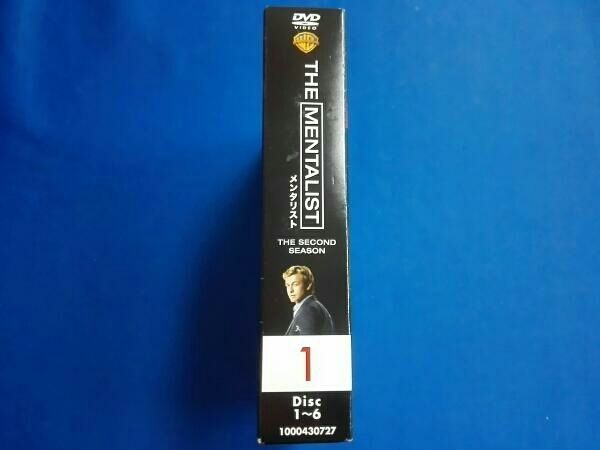 DVD
VIDEO
THE MENTALIST
メンタリスト
THE SECOND
SEASON
1
Disc
1～6
1000430727